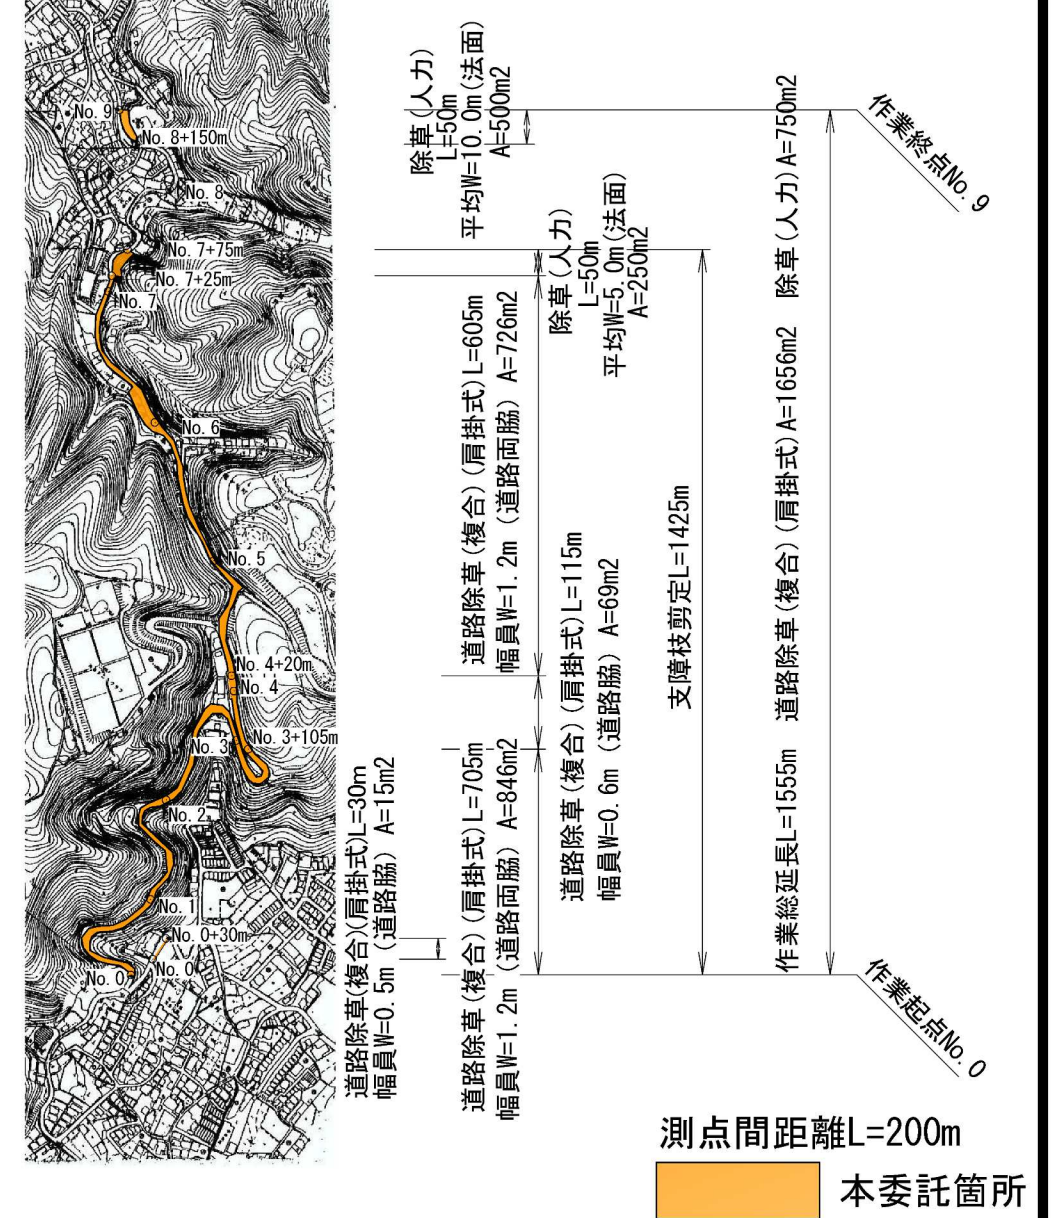 No. 9
No. 8+150m
No. 8
No. 7+75m
No. 7+25m
No. 7
No. 6
No. 5
No. 4+20m
No. 4
No. 3+105m
No. 3
No. 2
No. 1
No. 0+30m
No. 0
No. 0
道路除草(複合)(肩掛式)L=30m
幅員W=0.5m (道路脇) A=15m2
除草(人力)
L=50m
平均W=10.0m(法面)
A=500m2
道路除草(複合)(肩掛式)L=605m
幅員W=1.2m (道路両脇) A=726m2
道路除草(複合)(肩掛式)L=705m
幅員W=1.2m (道路両脇) A=846m2
除草(人力)
L=50m
平均W=5.0m(法面)
A=250m2
道路除草(複合)(肩掛式)L=115m
幅員W=0.6m (道路脇) A=69m2
支障枝剪定L=1425m
作業総延長L=1555m 道路除草(複合)(肩掛式)A=1656m2 除草(人力)A=750m2
作業終点No. 9
作業起点No. 0
測点間距離L=200m
本委託箇所